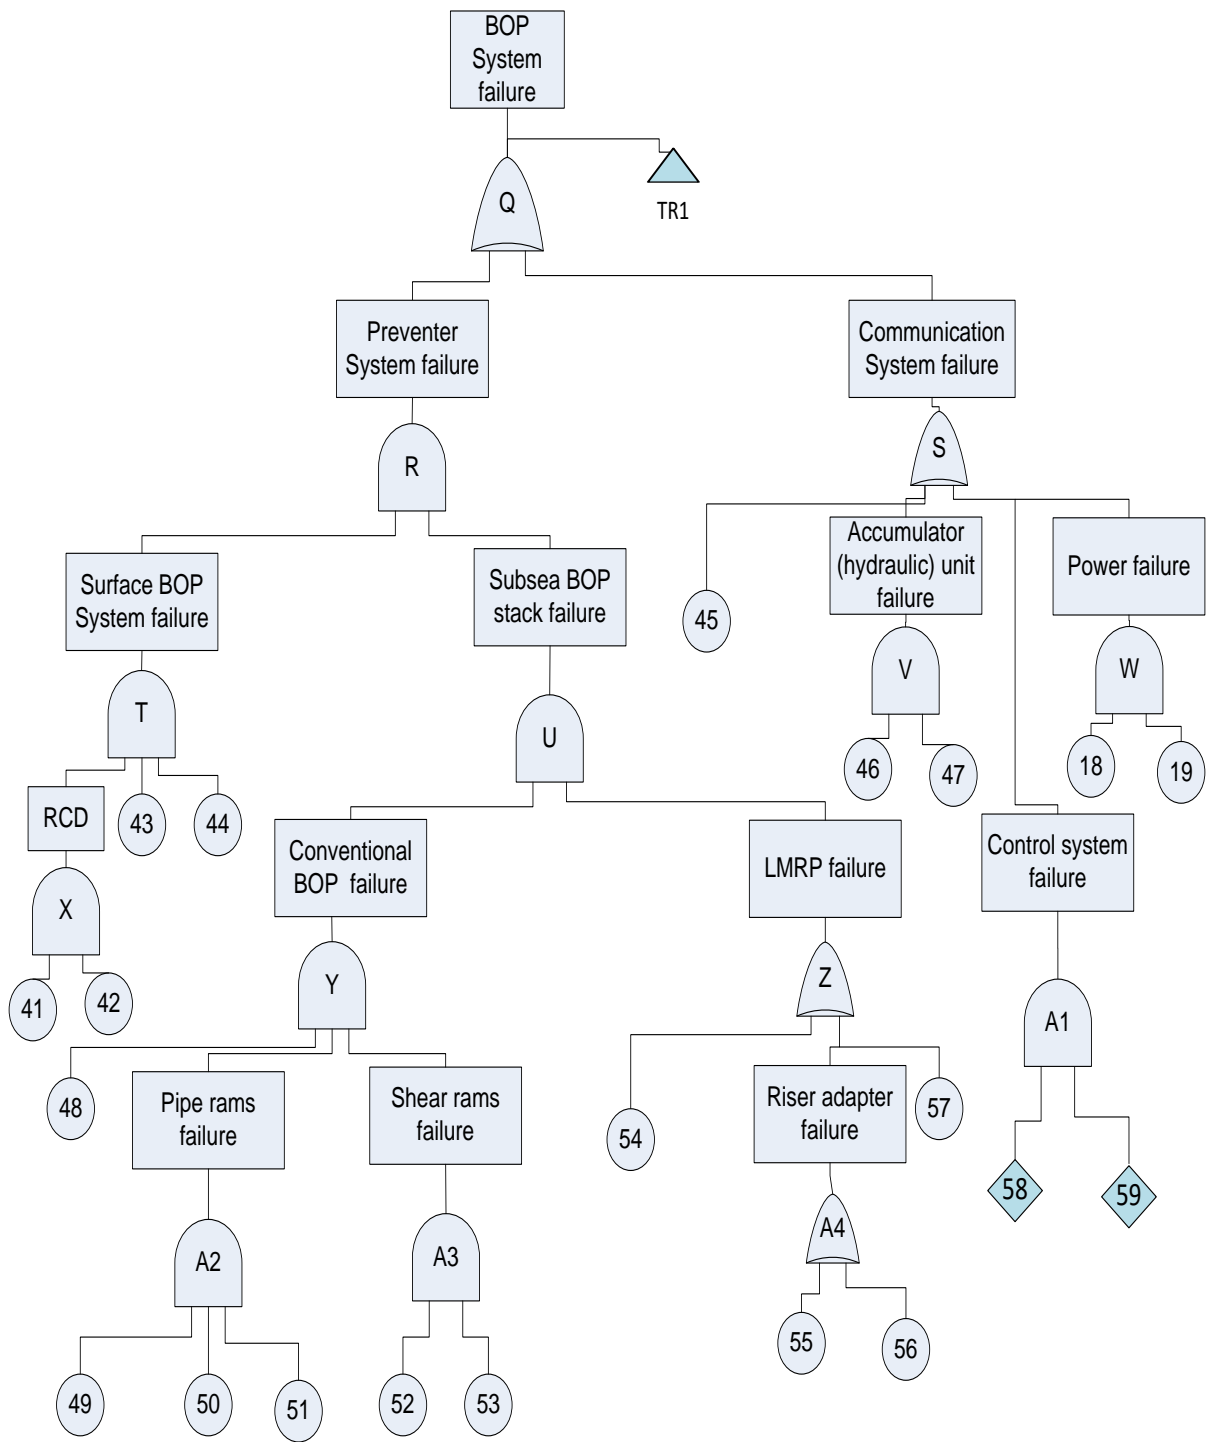 BOP
System
failure
Q
TR1
Preventer
System failure
Communication
System failure
R
S
Surface BOP
System failure
Subsea BOP
stack failure
45
Accumulator
(hydraulic) unit
failure
Power failure
T
U
V
W
46
47
18
19
RCD
43
44
Conventional
BOP failure
LMRP failure
Control system
failure
X
Y
Z
A1
41
42
48
Pipe rams
failure
Shear rams
failure
54
Riser adapter
failure
57
58
59
A2
A3
A4
49
50
51
52
53
55
56